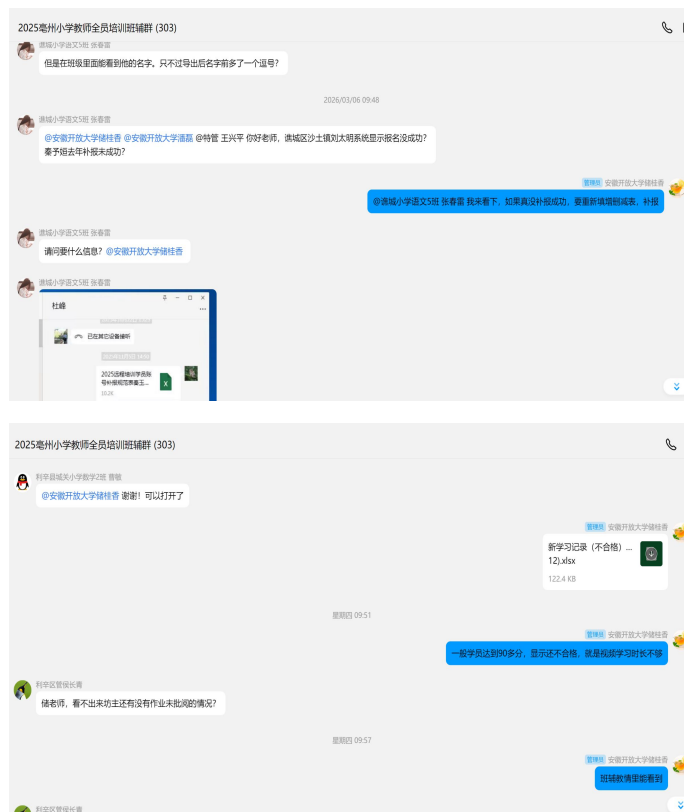 2025亳州小学教师全员培训班辅群 (303)
谯城小学语文5班 张春雷
但是在班级里面能看到他的名字。只不过导出后名字前多了一个逗号?
2026/03/06 09:48
谯城小学语文5班 张春雷
@安徽开放大学储桂香 @安徽开放大学潘磊 @特管 王兴平 你好老师，谯城区沙土镇刘太明系统显示报名没成功?
秦予姮去年补报未成功?
管理员 安徽开放大学储桂香
@谯城小学语文5班 张春雷 我来看下，如果真没补报成功，要重新填增删减表，补报
谯城小学语文5班 张春雷
请问要什么信息? @安徽开放大学储桂香
谯城小学语文5班 张春雷
杜峰
已在其它设备接听
2025远程培训学员账
号补报规范表秦玉...
10.2K
2025亳州小学教师全员培训班辅群 (303)
利辛县城关小学数学2班 曹敏
@安徽开放大学储桂香 谢谢！可以打开了
管理员 安徽开放大学储桂香
新学习记录（不合格）...
12).xlsx
122.4 KB
星期四 09:51
管理员 安徽开放大学储桂香
一般学员达到90多分，显示还不合格，就是视频学习时长不够
利辛区管侯长青
储老师，看不出来坊主还有没有作业未批阅的情况?
星期四 09:57
管理员 安徽开放大学储桂香
班辅教情里能看到
利辛区管侯长青